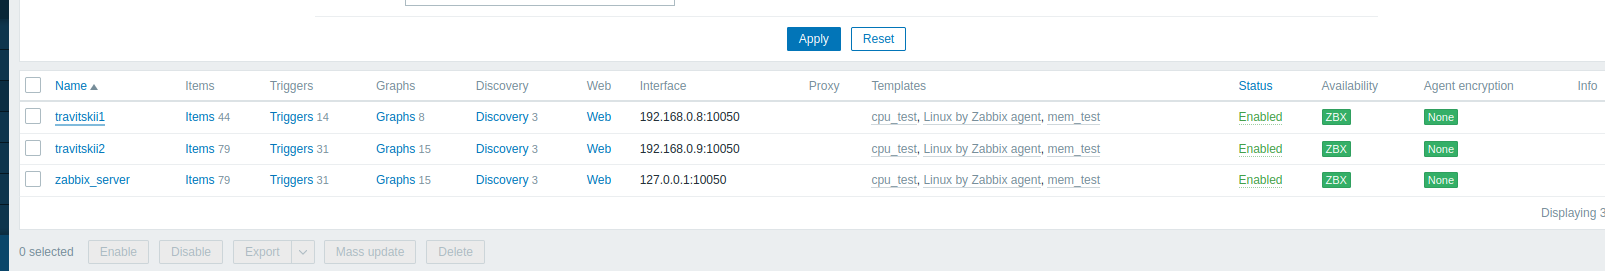 Apply Reset
Name Items Triggers Graphs Discovery Web Interface Proxy Templates Status Availability Agent encryption Info
travitskii1 Items 44 Triggers 14 Graphs 8 Discovery 3 Web 192.168.0.8:10050 cpu_test, Linux by Zabbix agent, mem_test Enabled ZBX None
travitskii2 Items 79 Triggers 31 Graphs 15 Discovery 3 Web 192.168.0.9:10050 cpu_test, Linux by Zabbix agent, mem_test Enabled ZBX None
zabbix_server Items 79 Triggers 31 Graphs 15 Discovery 3 Web 127.0.0.1:10050 cpu_test, Linux by Zabbix agent, mem_test Enabled ZBX None
Displaying 3
0 selected Enable Disable Export Mass update Delete